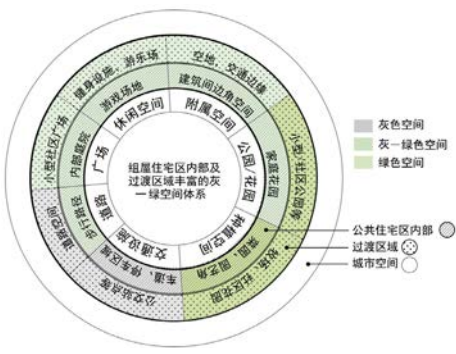 组屋住宅区内部及
过渡区域丰富的灰
—绿空间体系
休闲空间
附属空间
公园/花园
种植空间
交通设施
道路
广场
游戏场地
建筑间边角空间
家庭花园
菜园、园艺角
车道、停车区域
步行路径
内部庭院
健身设施、游乐场
空地、交通边缘
小型社区公园等
牧场、社区花园
公交站点等
道路空间
小型社区广场
灰色空间
灰－绿色空间
绿色空间
公共住宅区内部
过渡区域
城市空间